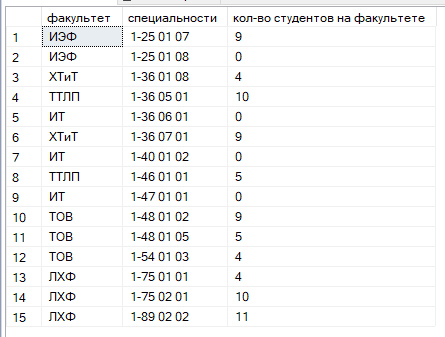 факультет специальности кол-во студентов на факультете
1 ИЭФ 1-25 01 07 9
2 ИЭФ 1-25 01 08 0
3 ХТиТ 1-36 01 08 4
4 ТТЛП 1-36 05 01 10
5 ИТ 1-36 06 01 0
6 ХТиТ 1-36 07 01 9
7 ИТ 1-40 01 02 0
8 ТТЛП 1-46 01 01 5
9 ИТ 1-47 01 01 0
10 ТОВ 1-48 01 02 9
11 ТОВ 1-48 01 05 5
12 ТОВ 1-54 01 03 4
13 ЛХФ 1-75 01 01 4
14 ЛХФ 1-75 02 01 10
15 ЛХФ 1-89 02 02 11